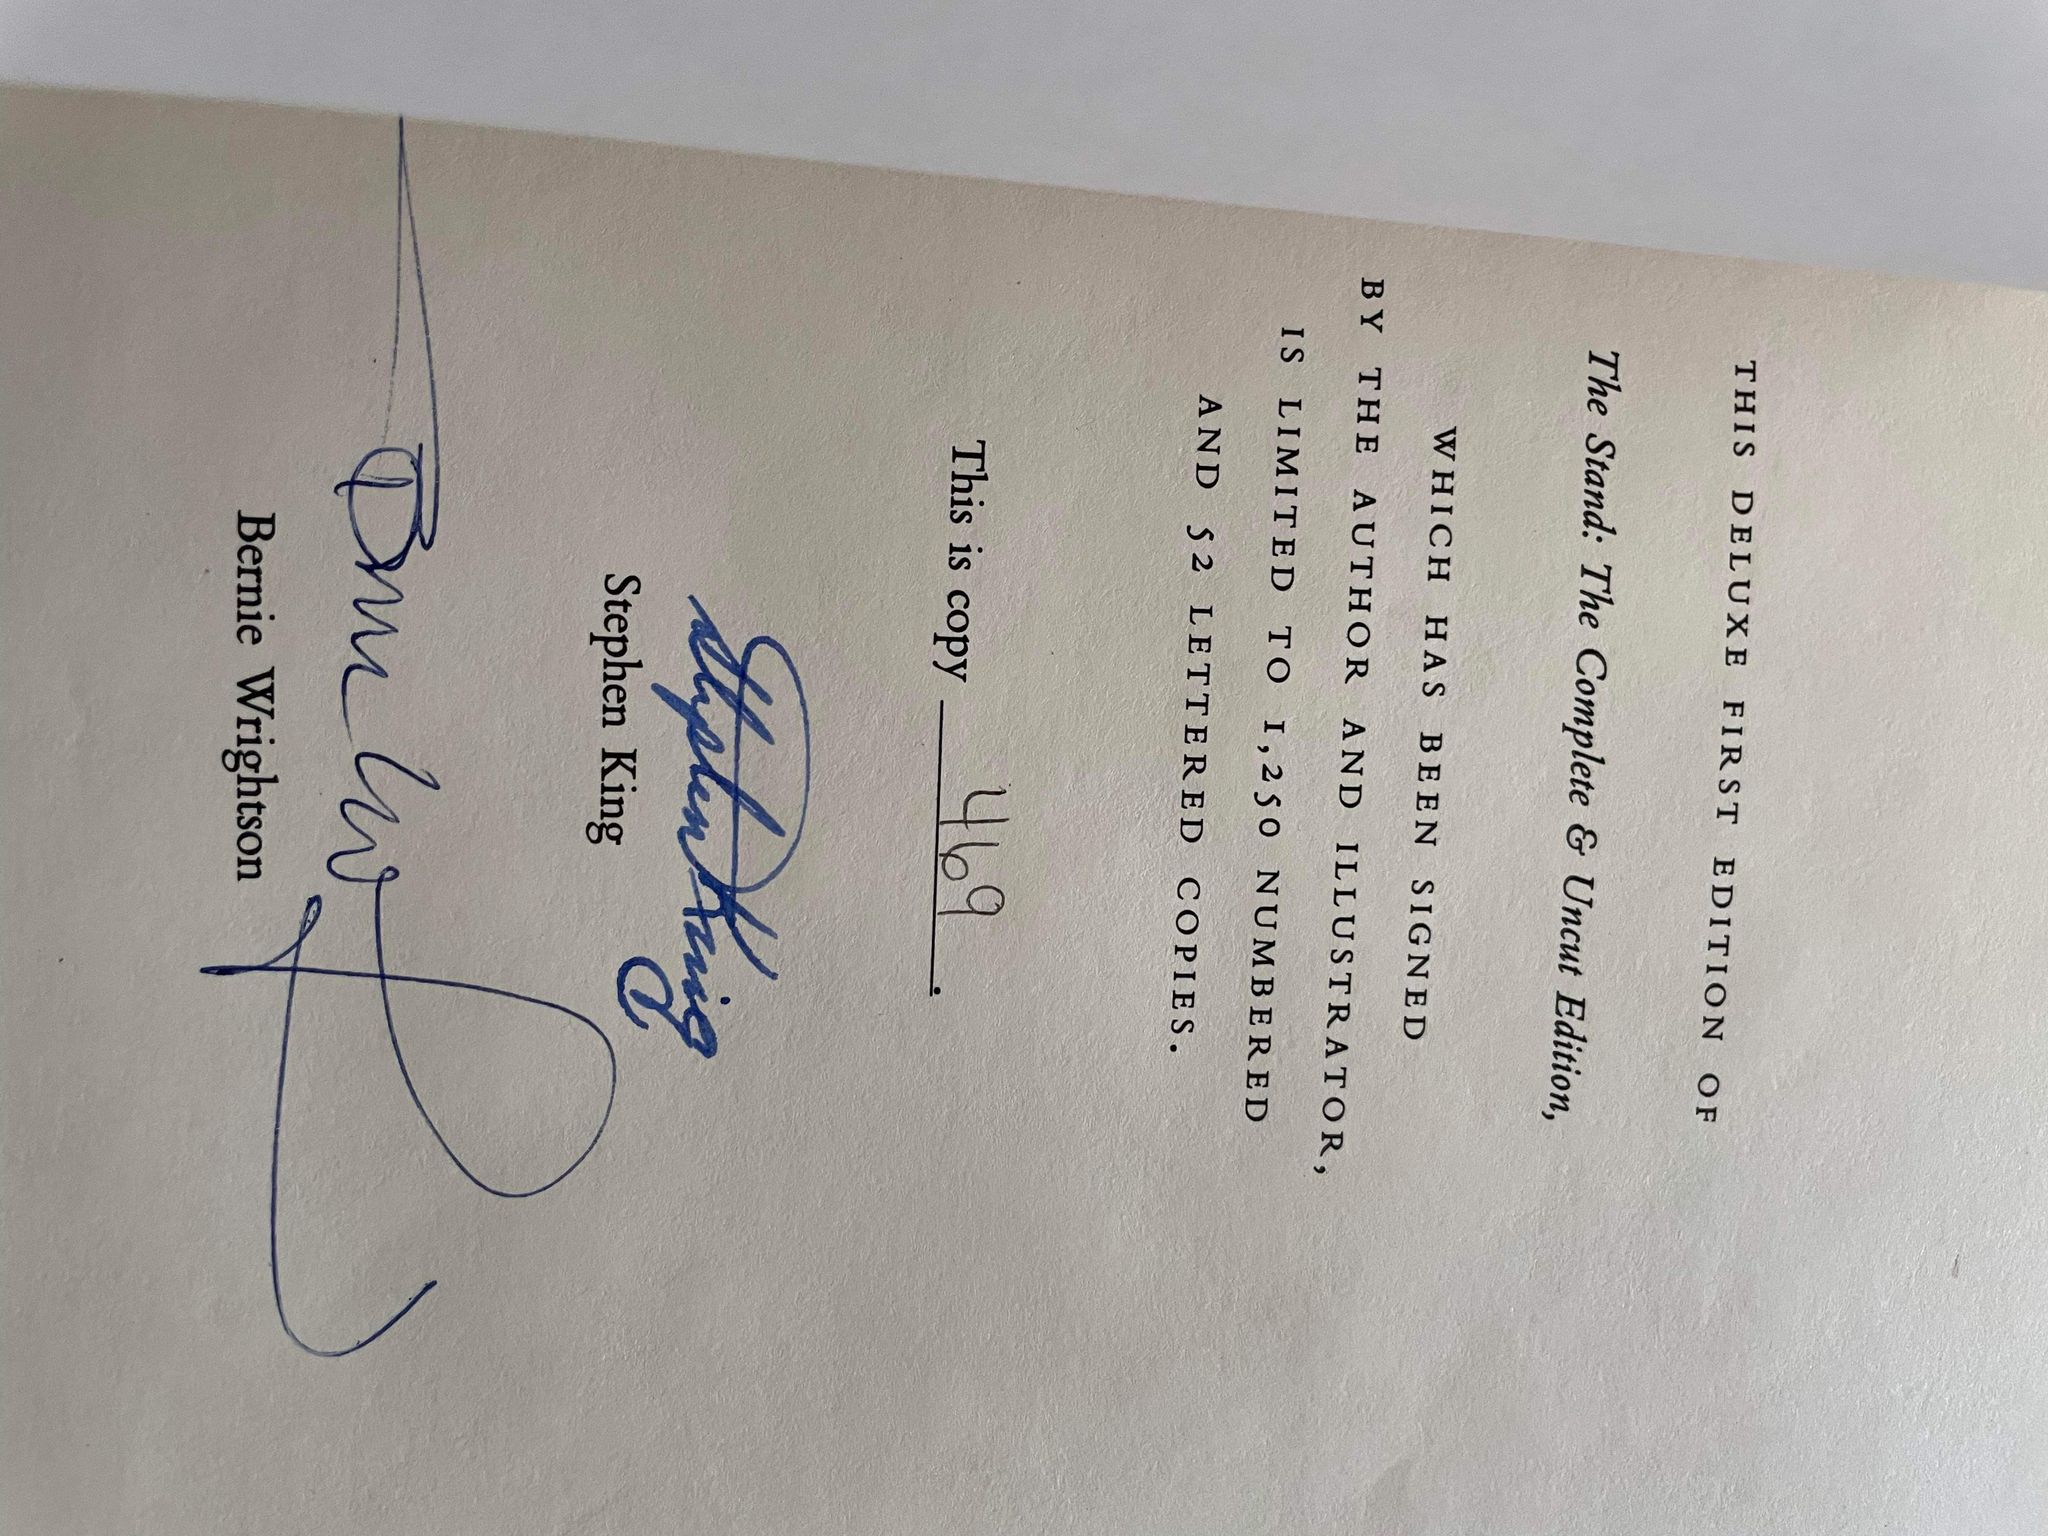 THIS DELUXE FIRST EDITION OF
The Stand: The Complete & Uncut Edition,
WHICH HAS BEEN SIGNED
BY THE AUTHOR AND ILLUSTRATOR,
IS LIMITED TO 1,250 NUMBERED
AND 52 LETTERED COPIES.
This is copy 469.
Stephen King
Stephen King
Bernie Wrightson